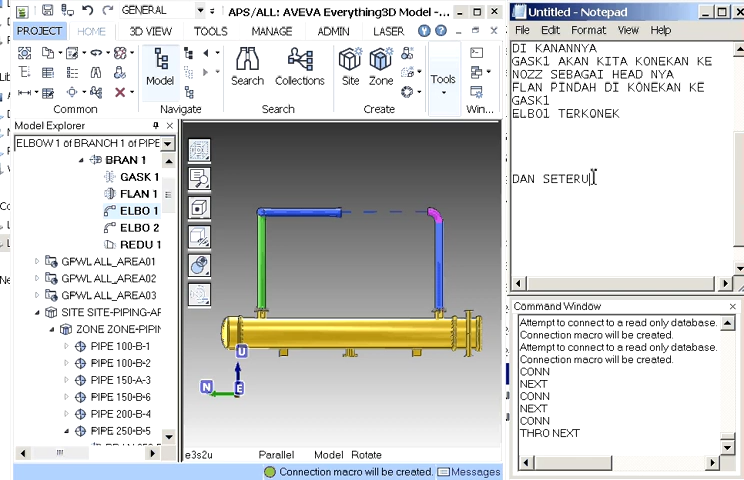 GENERAL
APS/ALL: AVEVA Everything3D Model -...
PROJECT HOME 3D VIEW TOOLS MANAGE ADMIN LASER
Model
Search
Collections
Site
Zone
Tools
Common Navigate Search Create Win...
Model Explorer
ELBOW 1 of BRANCH 1 of PIPE
BRAN 1
GASK 1
FLAN 1
ELBO 1
ELBO 2
REDU 1
GPWL ALL_AREA01
GPWL ALL_AREA02
GPWL ALL_AREA03
SITE SITE-PIPING-AR
ZONE ZONE-PIPIN
PIPE 100-B-1
PIPE 100-B-2
PIPE 150-A-3
PIPE 150-B-6
PIPE 200-B-4
PIPE 250-B-5
U
N
E
e3s2u Parallel Model Rotate
Connection macro will be created. Messages
Untitled - Notepad
File Edit Format View
DI KANANNYA
GASK1 AKAN KITA KONEKAN KE
NOZZ SEBAGAI HEAD NYA
FLAN PINDAH DI KONEKAN KE
GASK1
ELBO1 TERKONEK
DAN SETERU
Command Window
Attempt to connect to a read only database.
Connection macro will be created.
Attempt to connect to a read only database.
Connection macro will be created.
CONN
NEXT
CONN
NEXT
CONN
THRO NEXT